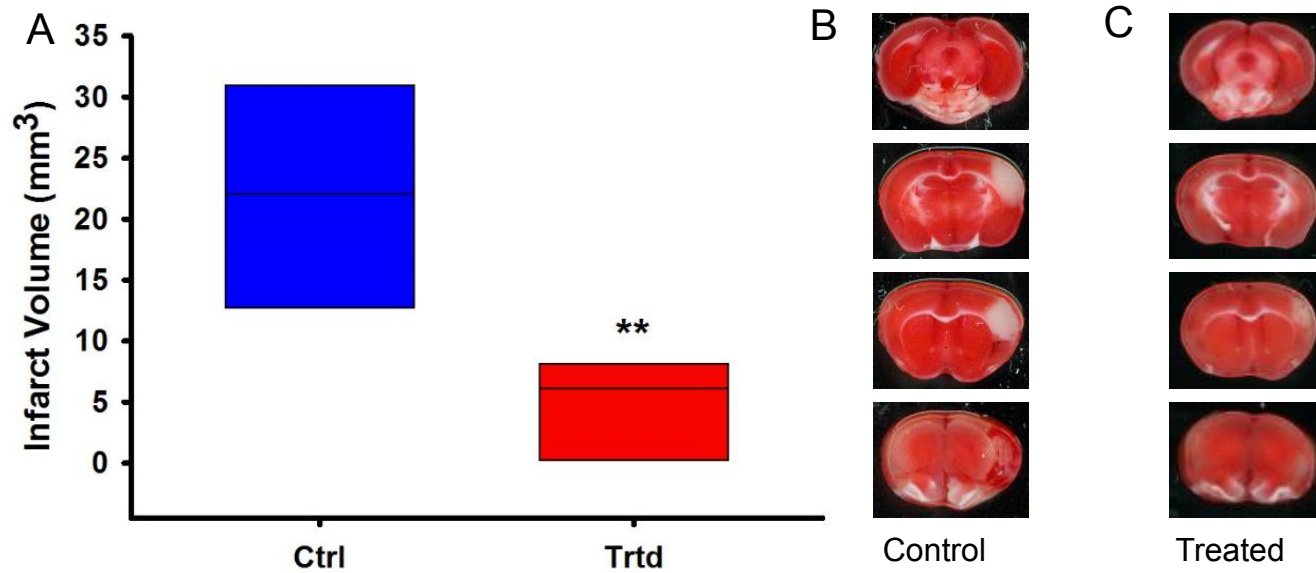 A
B
C
Infarct Volume (mm³)
35
30
25
20
15
10
5
0
**
Ctrl
Trtd
Control
Treated